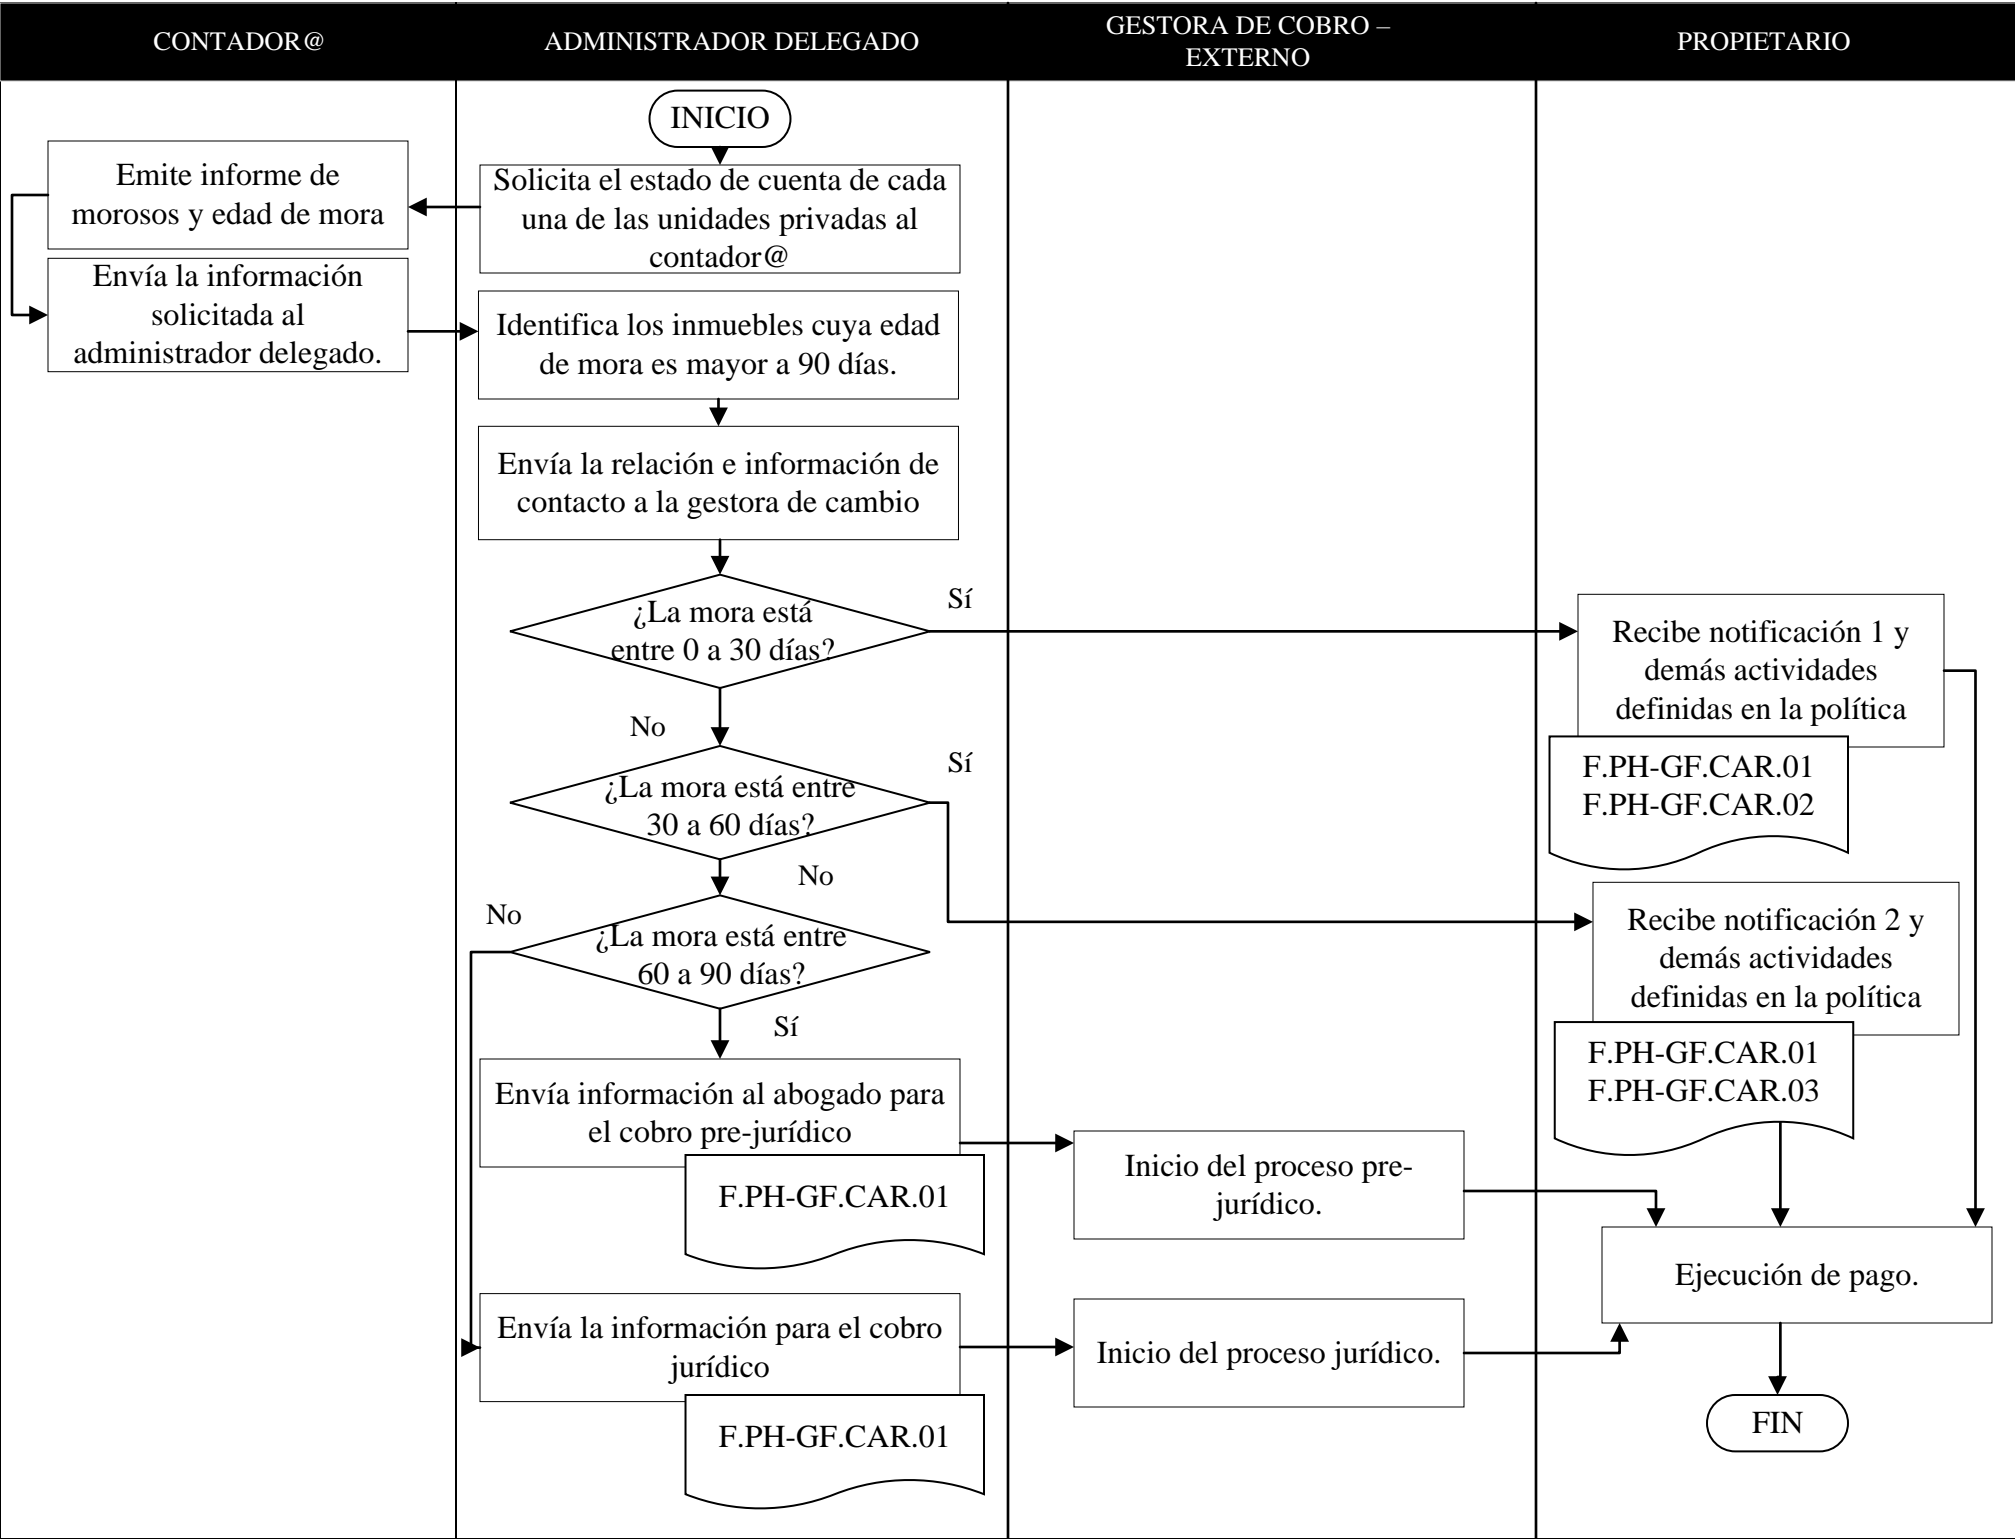 CONTADOR@
ADMINISTRADOR DELEGADO
GESTORA DE COBRO –
EXTERNO
PROPIETARIO
INICIO
Solicita el estado de cuenta de cada
una de las unidades privadas al
contador@
Emite informe de
morosos y edad de mora
Envía la información
solicitada al
administrador delegado.
Identifica los inmuebles cuya edad
de mora es mayor a 90 días.
Envía la relación e información de
contacto a la gestora de cambio
¿La mora está
entre 0 a 30 días?
Sí
Recibe notificación 1 y
demás actividades
definidas en la política
F.PH-GF.CAR.01
F.PH-GF.CAR.02
No
¿La mora está entre
30 a 60 días?
Sí
Recibe notificación 2 y
demás actividades
definidas en la política
F.PH-GF.CAR.01
F.PH-GF.CAR.03
No
¿La mora está entre
60 a 90 días?
No
Sí
Envía información al abogado para
el cobro pre-jurídico
F.PH-GF.CAR.01
Inicio del proceso pre-
jurídico.
Envía la información para el cobro
jurídico
F.PH-GF.CAR.01
Inicio del proceso jurídico.
Ejecución de pago.
FIN